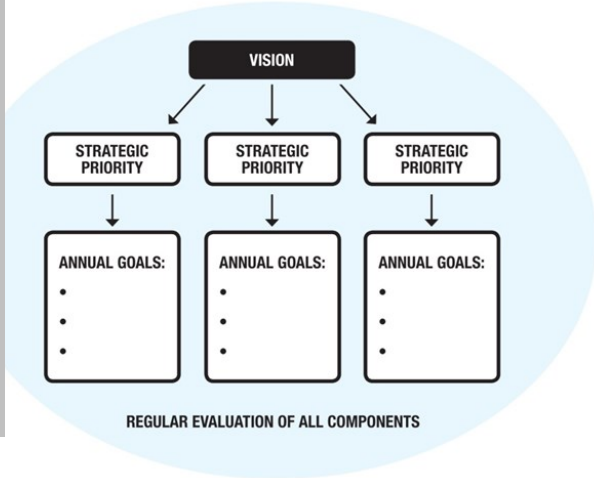 VISION
STRATEGIC
PRIORITY
STRATEGIC
PRIORITY
STRATEGIC
PRIORITY
ANNUAL GOALS:
•
•
•
ANNUAL GOALS:
•
•
•
ANNUAL GOALS:
•
•
•
REGULAR EVALUATION OF ALL COMPONENTS